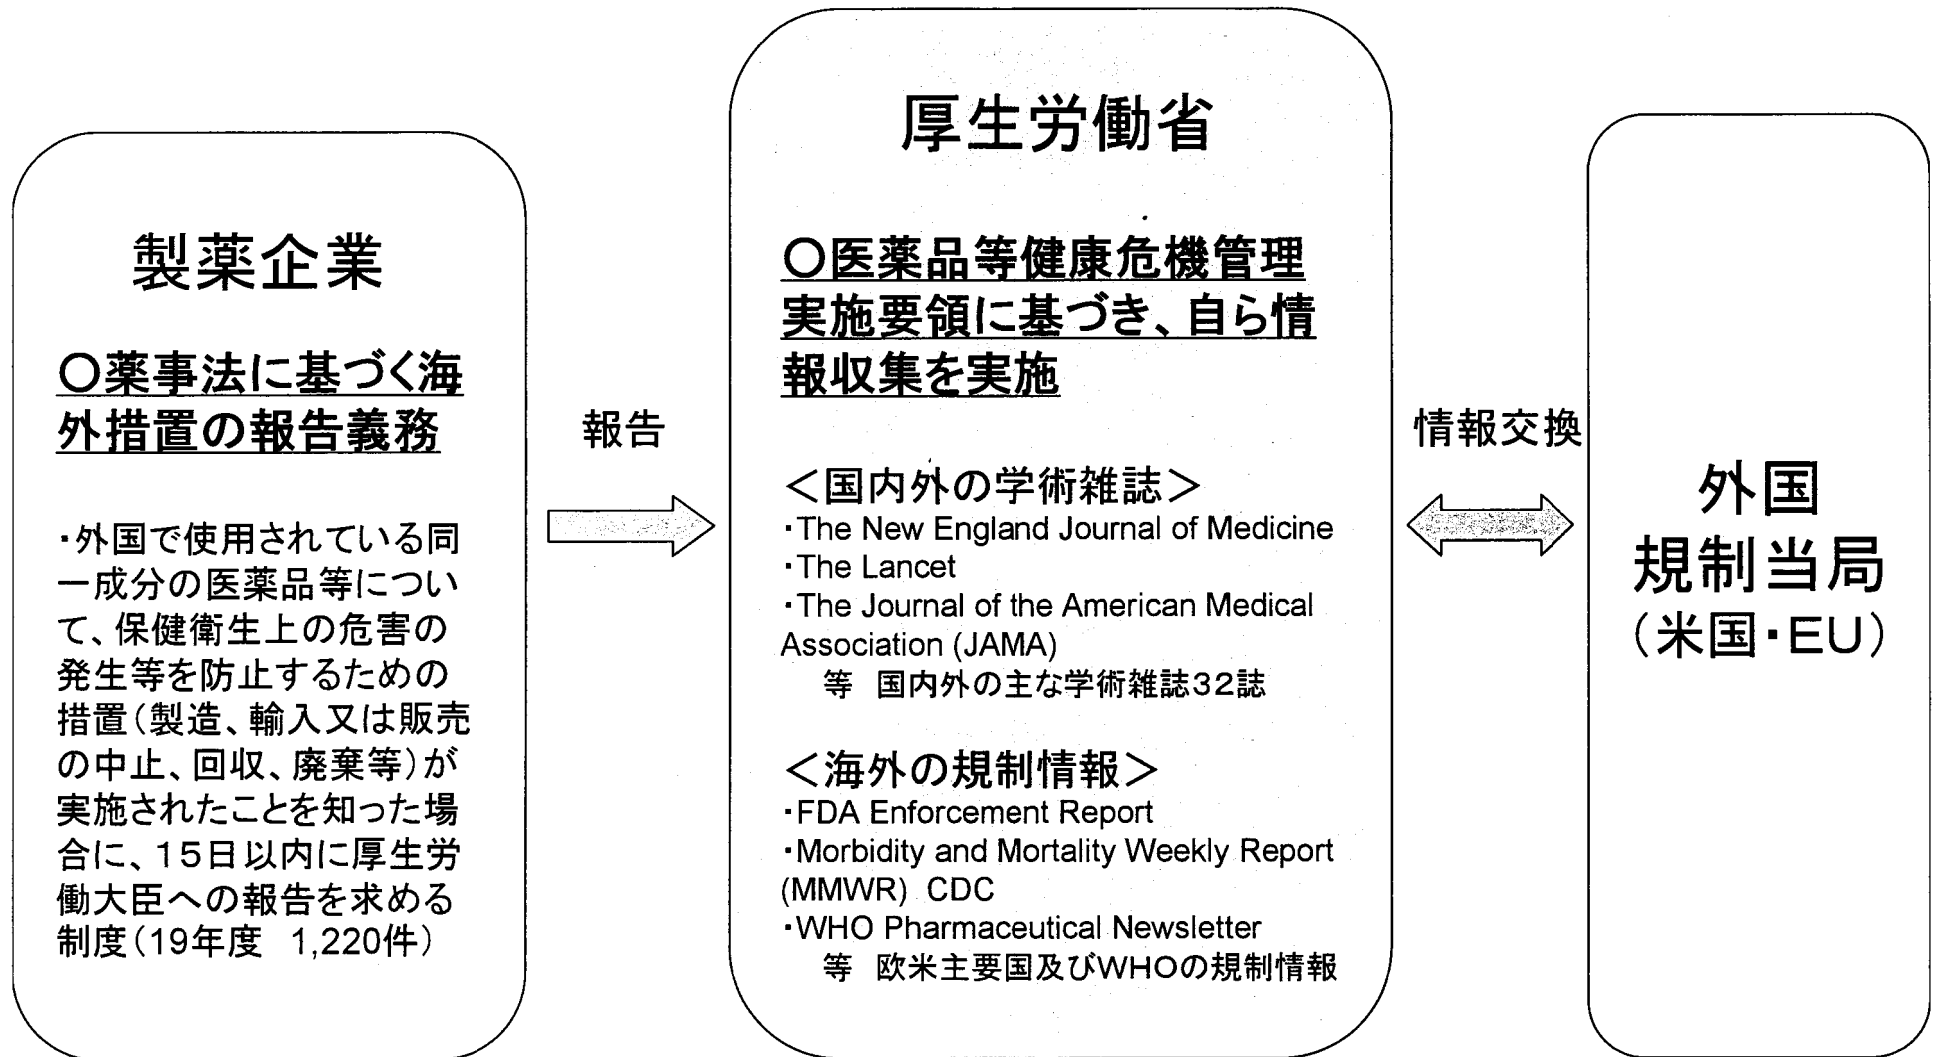 製薬企業
○薬事法に基づく海
外措置の報告義務
・外国で使用されている同
一成分の医薬品等につい
て、保健衛生上の危害の
発生等を防止するための
措置(製造、輸入又は販売
の中止、回収、廃棄等)が
実施されたことを知った場
合に、15日以内に厚生労
働大臣への報告を求める
制度(19年度 1,220件)
報告
厚生労働省
○医薬品等健康危機管理
実施要領に基づき、自ら情
報収集を実施
＜国内外の学術雑誌＞
・The New England Journal of Medicine
・The Lancet
・The Journal of the American Medical
Association (JAMA)
等 国内外の主な学術雑誌32誌
＜海外の規制情報＞
・FDA Enforcement Report
・Morbidity and Mortality Weekly Report
(MMWR) CDC
・WHO Pharmaceutical Newsletter
等 欧米主要国及びWHOの規制情報
情報交換
外国
規制当局
(米国・EU)